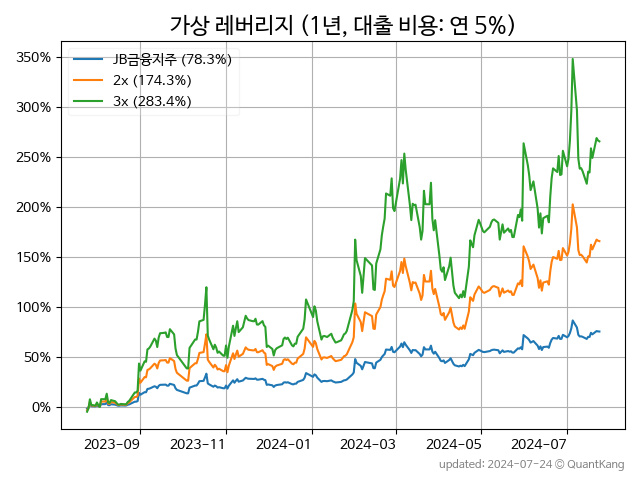 가상 레버리지 (1년, 대출 비용: 연 5%)
350%
300%
250%
200%
150%
100%
50%
0%
JB금융지주 (78.3%)
2x (174.3%)
3x (283.4%)
2023-09
2023-11
2024-01
2024-03
2024-05
2024-07
updated: 2024-07-24 © QuantKang